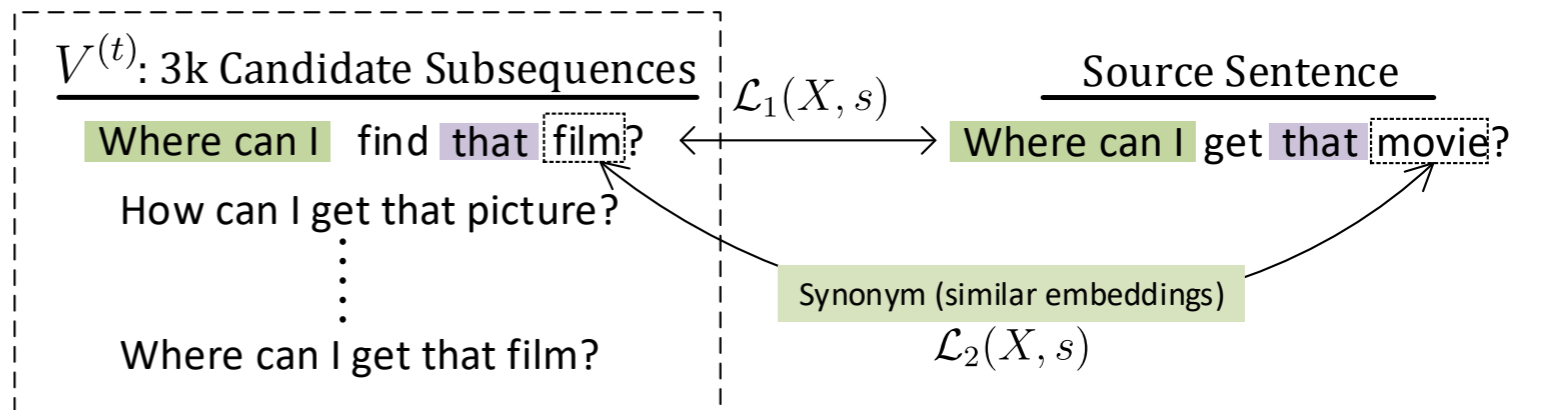 V^{(t)}: 3k Candidate Subsequences
Where can I find that film?
How can I get that picture?
Where can I get that film?
ℒ₁(X, s)
Source Sentence
Where can I get that movie?
Synonym (similar embeddings)
ℒ₂(X, s)